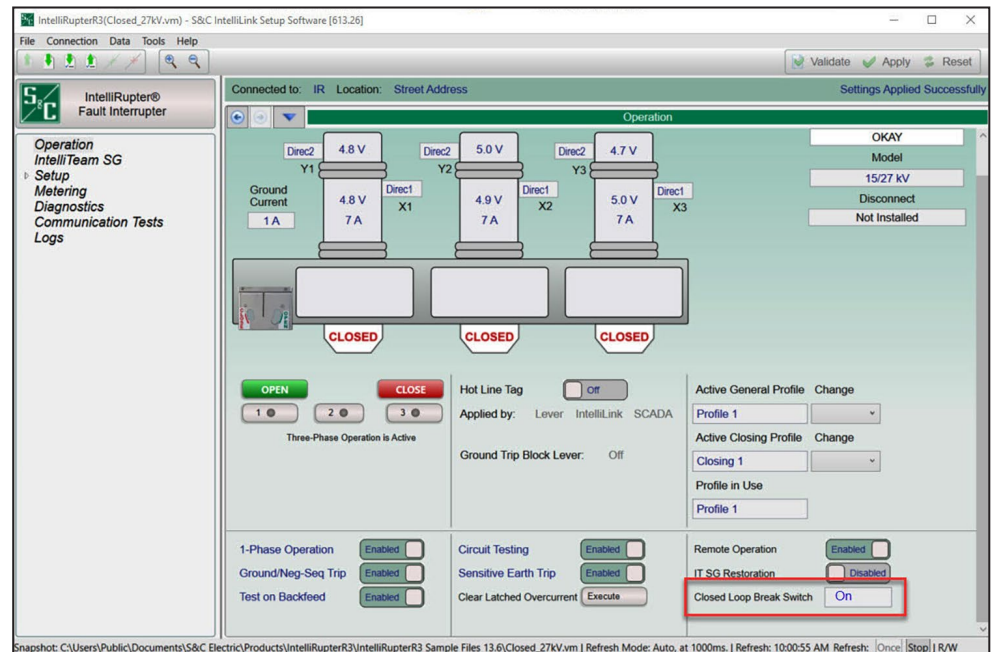 IntelliRupterR3(Closed_27kV.vm) - S&C IntelliLink Setup Software [613.26]
File Connection Data Tools Help
Validate Apply Reset
S&C
IntelliRupter®
Fault Interrupter
Operation
IntelliTeam SG
Setup
Metering
Diagnostics
Communication Tests
Logs
Connected to: IR Location: Street Address Settings Applied Successfully
Operation
Direc2 4.8 V Direc2 5.0 V Direc2 4.7 V
Y1 Y2 Y3
Ground
Current
1 A
4.8 V Direc1 4.9 V Direc1 5.0 V Direc1
7 A X1 7 A X2 7 A X3
OKAY
Model
15/27 kV
Disconnect
Not Installed
CLOSED CLOSED CLOSED
OPEN CLOSE
1 2 3
Three-Phase Operation is Active
Hot Line Tag Off
Applied by: Lever IntelliLink SCADA
Ground Trip Block Lever: Off
Active General Profile Change
Profile 1
Active Closing Profile Change
Closing 1
Profile in Use
Profile 1
1-Phase Operation Enabled
Ground/Neg-Seq Trip Enabled
Test on Backfeed Enabled
Circuit Testing Enabled
Sensitive Earth Trip Enabled
Clear Latched Overcurrent Execute
Remote Operation Enabled
IT SG Restoration Disabled
Closed Loop Break Switch On
Snapshot: C:\Users\Public\Documents\S&C Electric\Products\IntelliRupterR3\IntelliRupterR3 Sample Files 13.6\Closed_27kV.vm | Refresh Mode: Auto, at 1000ms. | Refresh: 10:00:55 AM Refresh: Once Stop | R/W